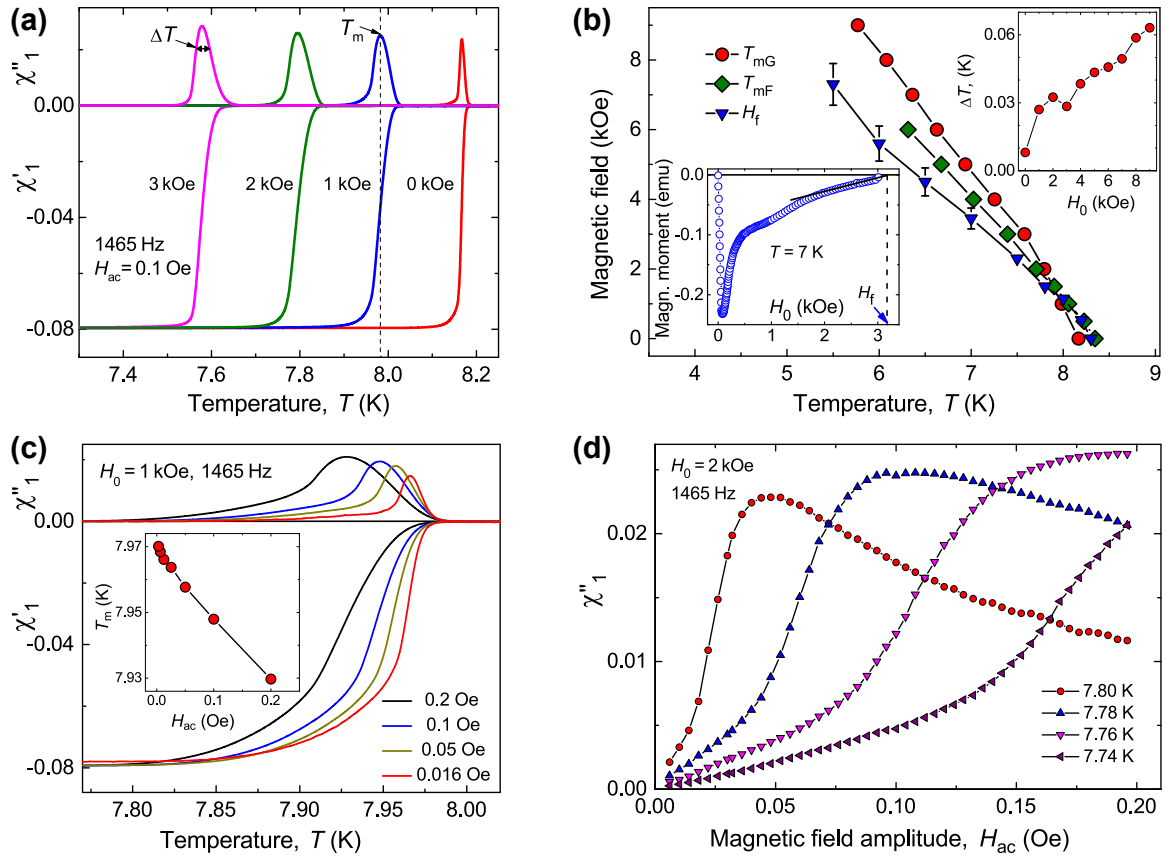 (a)
ΔT
Tm
χ''1
0.00
χ'1
-0.04
-0.08
3 kOe
2 kOe
1 kOe
0 kOe
1465 Hz
Hac= 0.1 Oe
7.4
7.6
7.8
8.0
8.2
Temperature, T (K)
(b)
Magnetic field (kOe)
9
8
7
6
5
4
3
2
1
0
TmG
TmF
Hf
ΔT, (K)
0.06
0.03
0.00
0
2
4
6
8
H0 (kOe)
Magn. moment (emu)
0.0
-0.1
-0.2
T = 7 K
H0 (kOe)
Hf
0
1
2
3
4
5
6
7
8
9
Temperature, T (K)
(c)
H0 = 1 kOe, 1465 Hz
χ''1
0.00
χ'1
-0.04
-0.08
Tm (K)
7.97
7.95
7.93
0.0
0.1
0.2
Hac (Oe)
0.2 Oe
0.1 Oe
0.05 Oe
0.016 Oe
7.80
7.85
7.90
7.95
8.00
Temperature, T (K)
(d)
H0 = 2 kOe
1465 Hz
χ''1
0.02
0.01
0.00
7.80 K
7.78 K
7.76 K
7.74 K
0.00
0.05
0.10
0.15
0.20
Magnetic field amplitude, Hac (Oe)